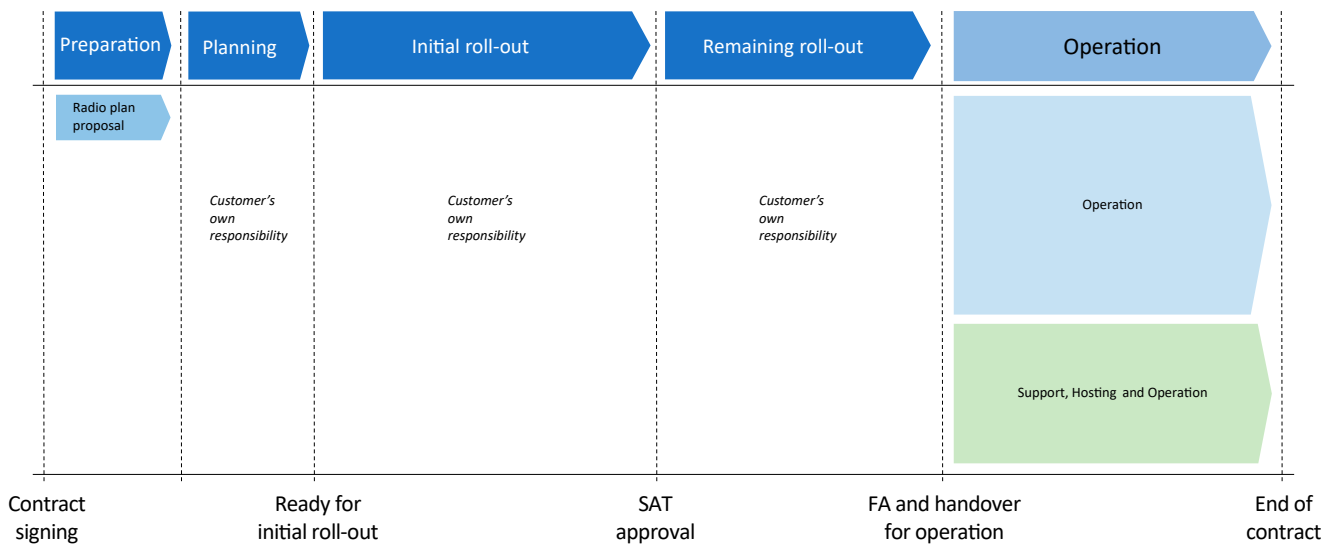 Preparation
Planning
Initial roll-out
Remaining roll-out
Operation
Radio plan
proposal
Customer's
own
responsibility
Customer's
own
responsibility
Customer's
own
responsibility
Operation
Support, Hosting and Operation
Contract
signing
Ready for
initial roll-out
SAT
approval
FA and handover
for operation
End of
contract